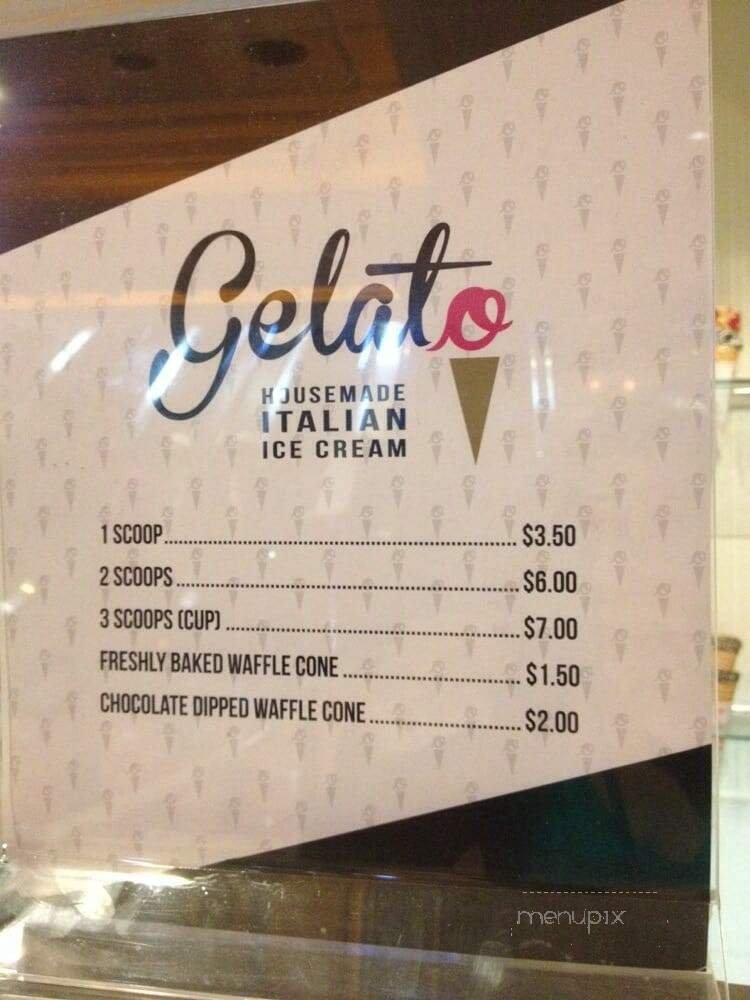 Gelato
HOUSEMADE
ITALIAN
ICE CREAM
1 SCOOP........................................................ $3.50
2 SCOOPS........................................................ $6.00
3 SCOOPS (CUP)................................................ $7.00
FRESHLY BAKED WAFFLE CONE............................. $1.50
CHOCOLATE DIPPED WAFFLE CONE........................ $2.00
menupix